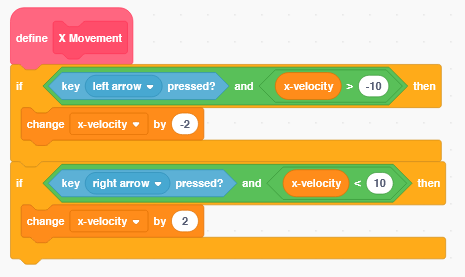 define X Movement
if key left arrow pressed? and x-velocity > -10 then
change x-velocity by -2
if key right arrow pressed? and x-velocity < 10 then
change x-velocity by 2